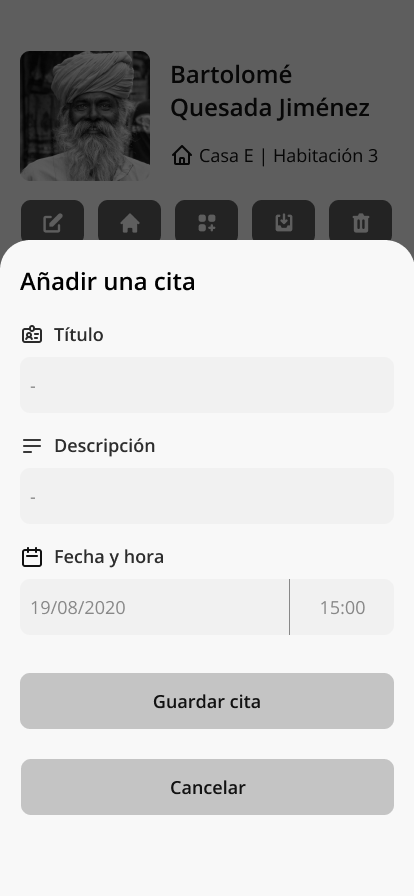 Bartolomé
Quesada Jiménez
Casa E | Habitación 3
Añadir una cita
Título
-
Descripción
-
Fecha y hora
19/08/2020 15:00
Guardar cita
Cancelar